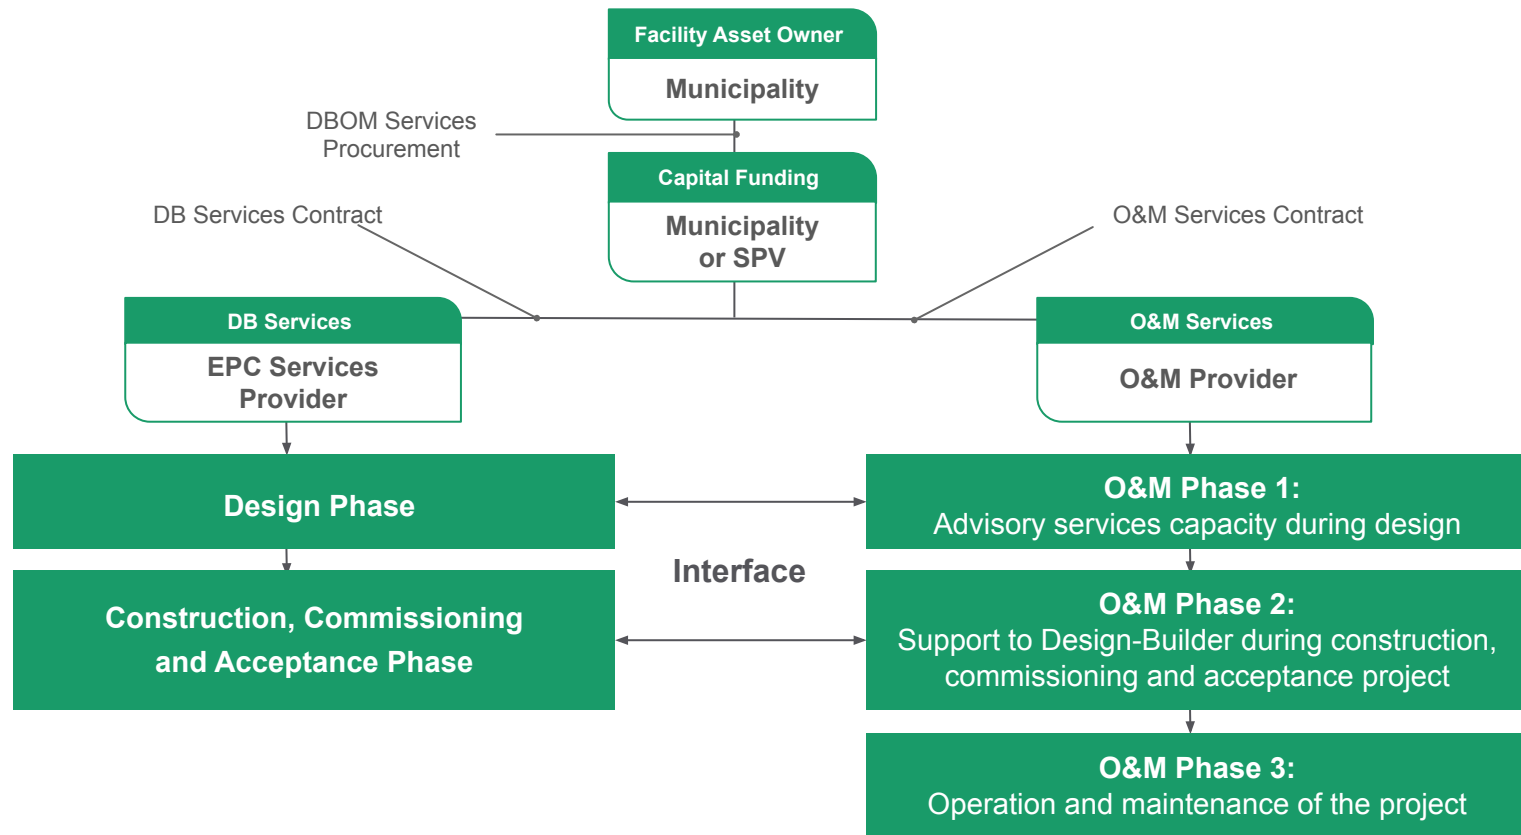 Facility Asset Owner
Municipality
DBOM Services
Procurement
Capital Funding
Municipality
or SPV
DB Services Contract
O&M Services Contract
DB Services
EPC Services
Provider
O&M Services
O&M Provider
Design Phase
O&M Phase 1:
Advisory services capacity during design
Interface
Construction, Commissioning
and Acceptance Phase
O&M Phase 2:
Support to Design-Builder during construction,
commissioning and acceptance project
O&M Phase 3:
Operation and maintenance of the project